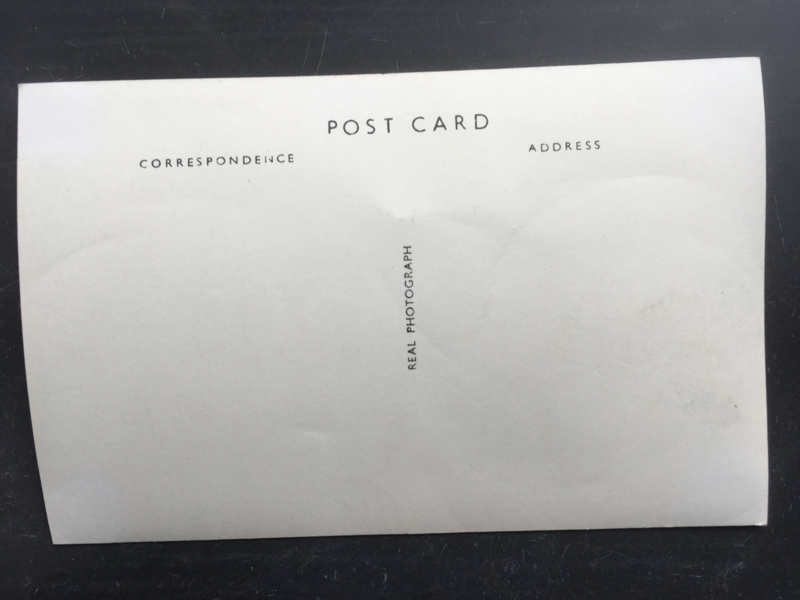 POST CARD
CORRESPONDENCE
ADDRESS
REAL PHOTOGRAPH